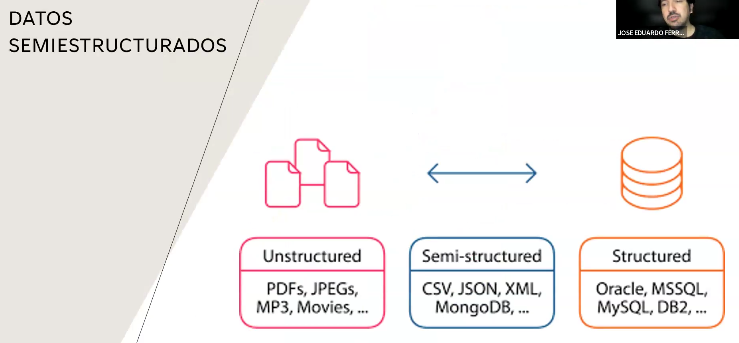 DATOS
SEMIESTRUCTURADOS
JOSE EDUARDO FERR...
Unstructured
PDFs, JPEGs,
MP3, Movies, ...
Semi-structured
CSV, JSON, XML,
MongoDB, ...
Structured
Oracle, MSSQL,
MySQL, DB2, ...